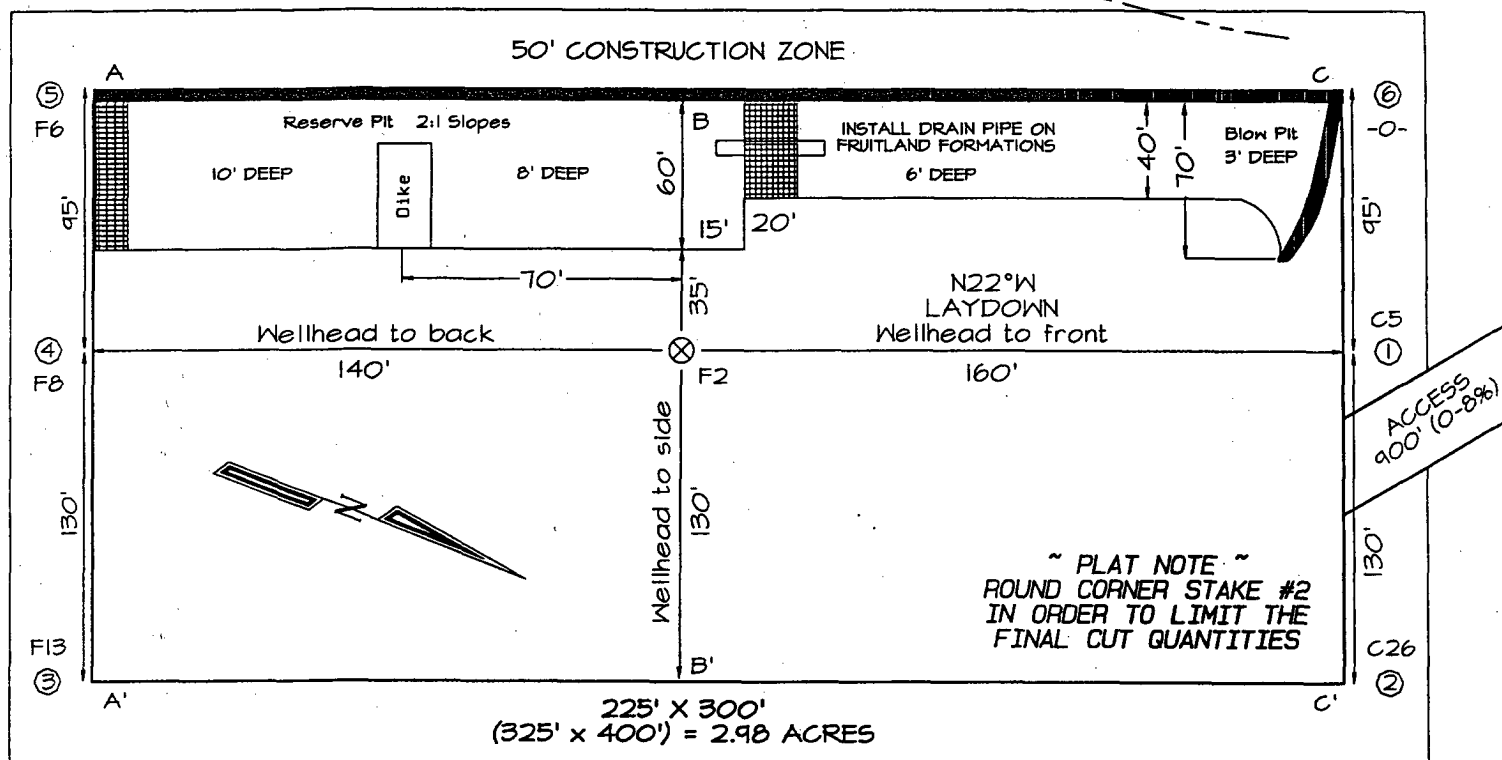 50' CONSTRUCTION ZONE
A
C
⑤
F6
⑥
-0-
Reserve Pit 2:1 Slopes
B
INSTALL DRAIN PIPE ON
FRUITLAND FORMATIONS
Blow Pit
3' DEEP
10' DEEP
Dike
8' DEEP
60'
6' DEEP
40'
70'
95'
15'
20'
95'
70'
35'
N22°W
LAYDOWN
Wellhead to back
Wellhead to front
C5
④
F8
140'
F2
160'
①
ACCESS
900' (0-8%)
N
Wellhead to side
130'
130'
130'
~ PLAT NOTE ~
ROUND CORNER STAKE #2
IN ORDER TO LIMIT THE
FINAL CUT QUANTITIES
F13
③
C26
②
A'
B'
C'
225' X 300'
(325' x 400') = 2.98 ACRES